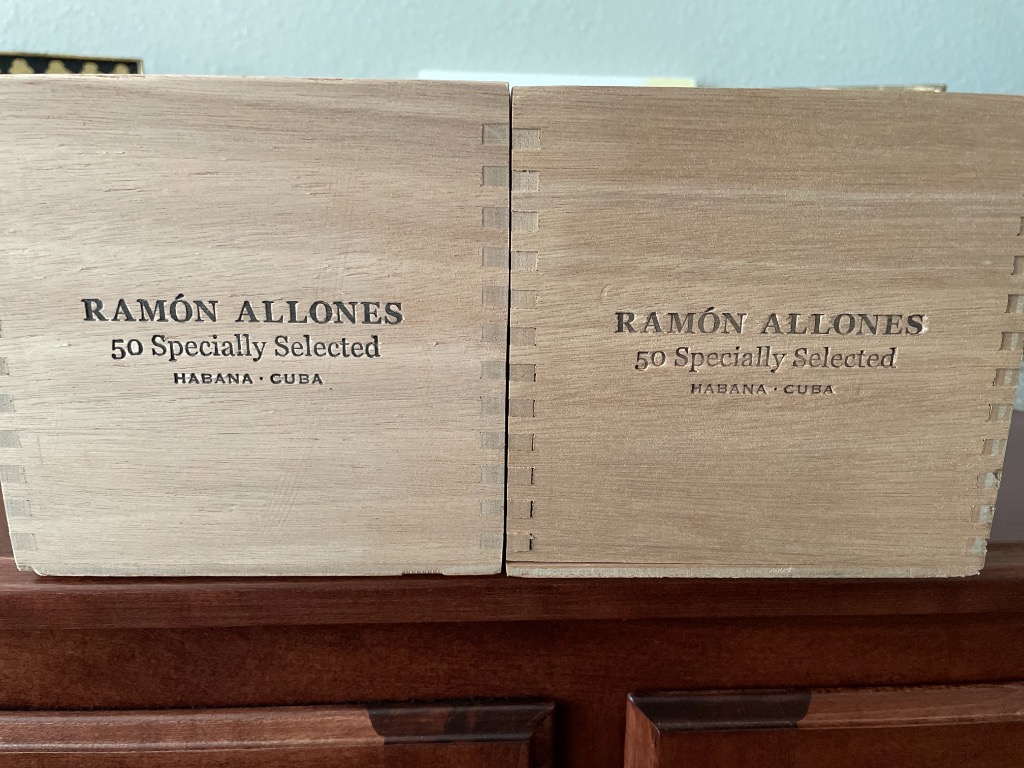 RAMÓN ALLONES
50 Specially Selected
HABANA · CUBA
RAMÓN ALLONES
50 Specially Selected
HABANA · CUBA